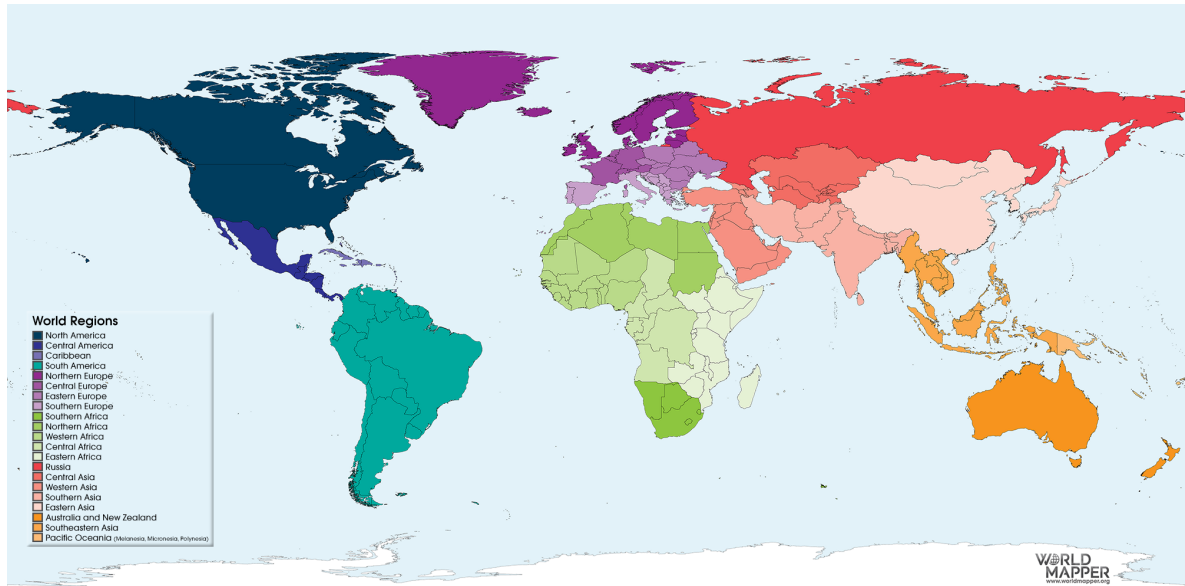 World Regions
North America
Central America
Caribbean
South America
Northern Europe
Central Europe
Eastern Europe
Southern Europe
Southern Africa
Northern Africa
Western Africa
Central Africa
Eastern Africa
Russia
Central Asia
Western Asia
Southern Asia
Eastern Asia
Australia and New Zealand
Southeastern Asia
Pacific Oceania (Melanesia, Micronesia, Polynesia)
WORLD
MAPPER
www.worldmapper.org